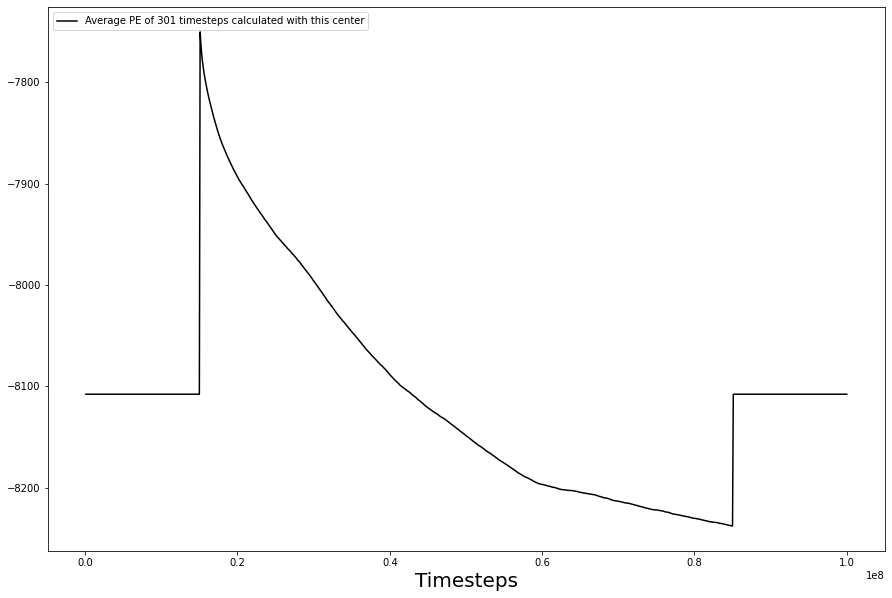 Average PE of 301 timesteps calculated with this center
−7800
−7900
−8000
−8100
−8200
0.0 0.2 0.4 0.6 0.8 1.0
1e8
Timesteps